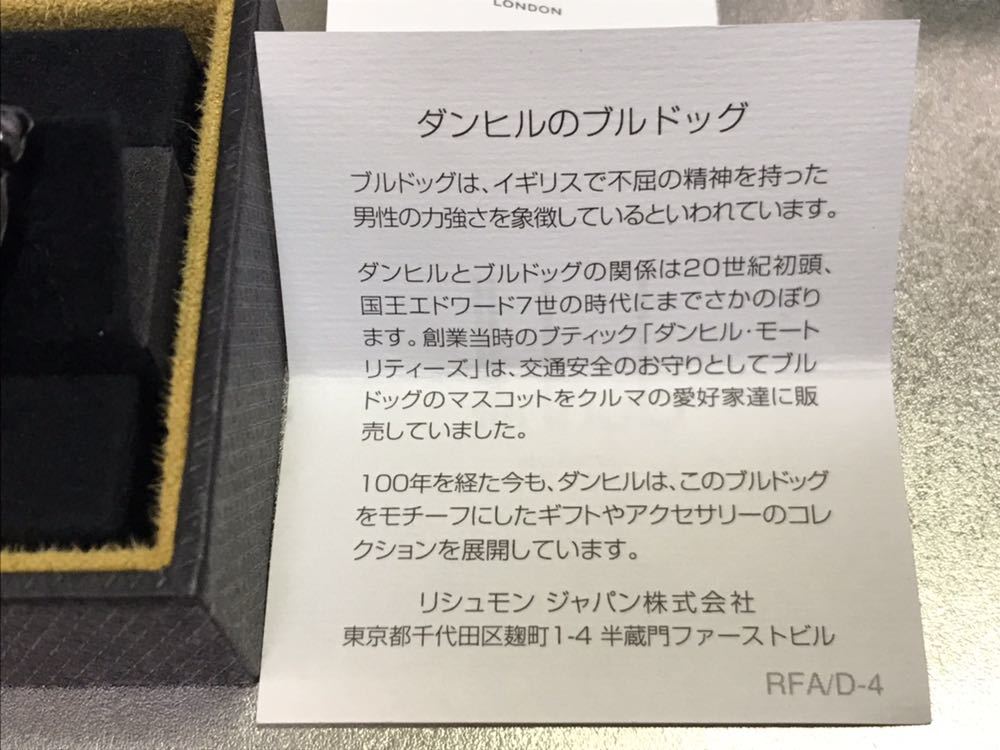 LONDON
ダンヒルのブルドッグ
ブルドッグは、イギリスで不屈の精神を持った
男性の力強さを象徴しているといわれています。
ダンヒルとブルドッグの関係は20世紀初頭、
国王エドワード7世の時代にまでさかのぼり
ます。創業当時のブティック「ダンヒル・モート
リティーズ」は、交通安全のお守りとしてブル
ドッグのマスコットをクルマの愛好家達に販
売していました。
100年を経た今も、ダンヒルは、このブルドッグ
をモチーフにしたギフトやアクセサリーのコレ
クションを展開しています。
リシュモン ジャパン株式会社
東京都千代田区麹町1-4 半蔵門ファーストビル
RFA/D-4